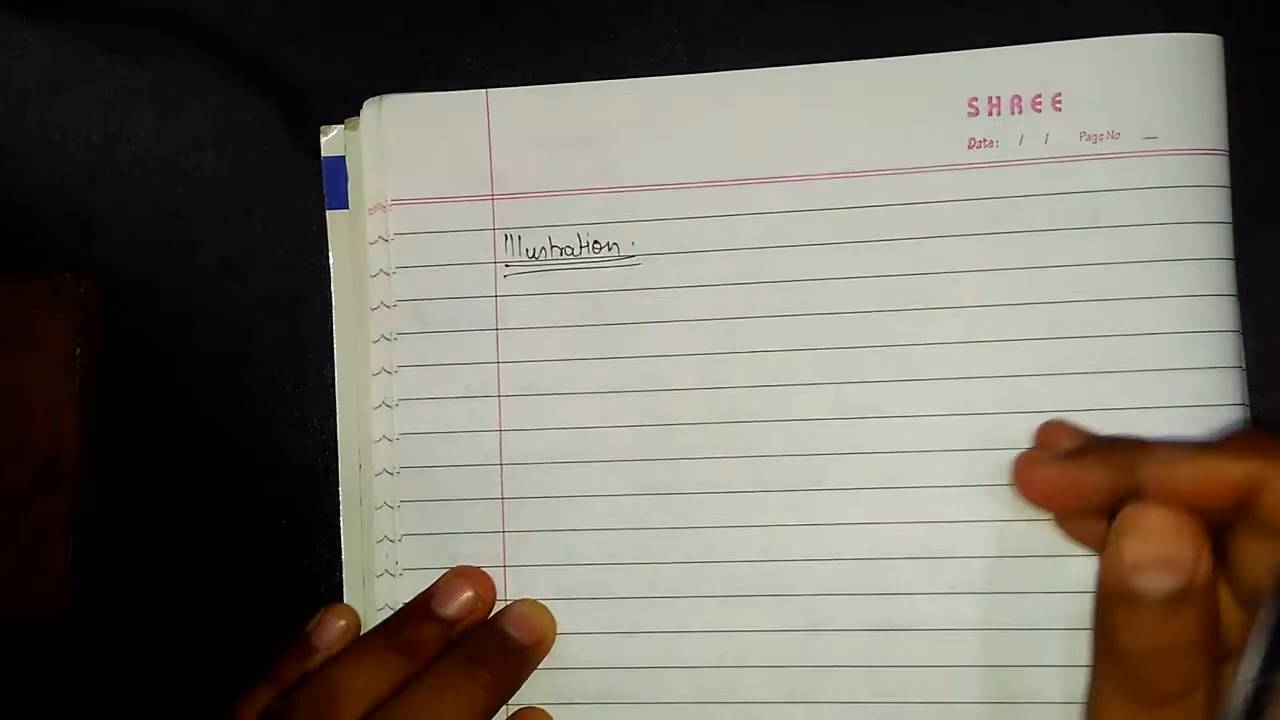 SHREE
Date: / / Page No —
Illustration.